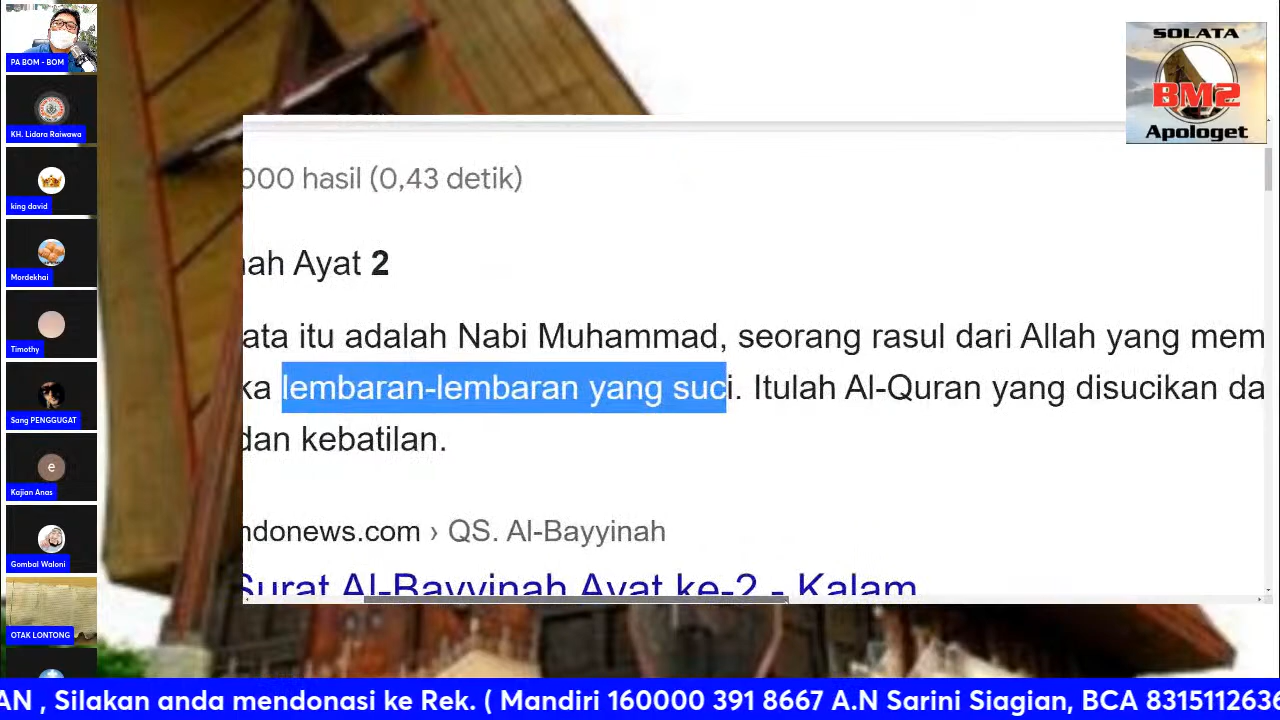 SOLATA
BM2
Apologet
PA BOM - BOM
KH. Lidara Raiwawa
king david
Mordekhai
Timothy
Sang PENGGUGAT
e
Kajian Anas
Gombal Waloni
OTAK LONTONG
000 hasil (0,43 detik)
nah Ayat 2
ata itu adalah Nabi Muhammad, seorang rasul dari Allah yang mem
ka lembaran-lembaran yang suci. Itulah Al-Quran yang disucikan da
dan kebatilan.
ndonews.com › QS. Al-Bayyinah
Surat Al-Bayyinah Ayat ke-2 - Kalam
AN , Silakan anda mendonasi ke Rek. ( Mandiri 160000 391 8667 A.N Sarini Siagian, BCA 8315112636